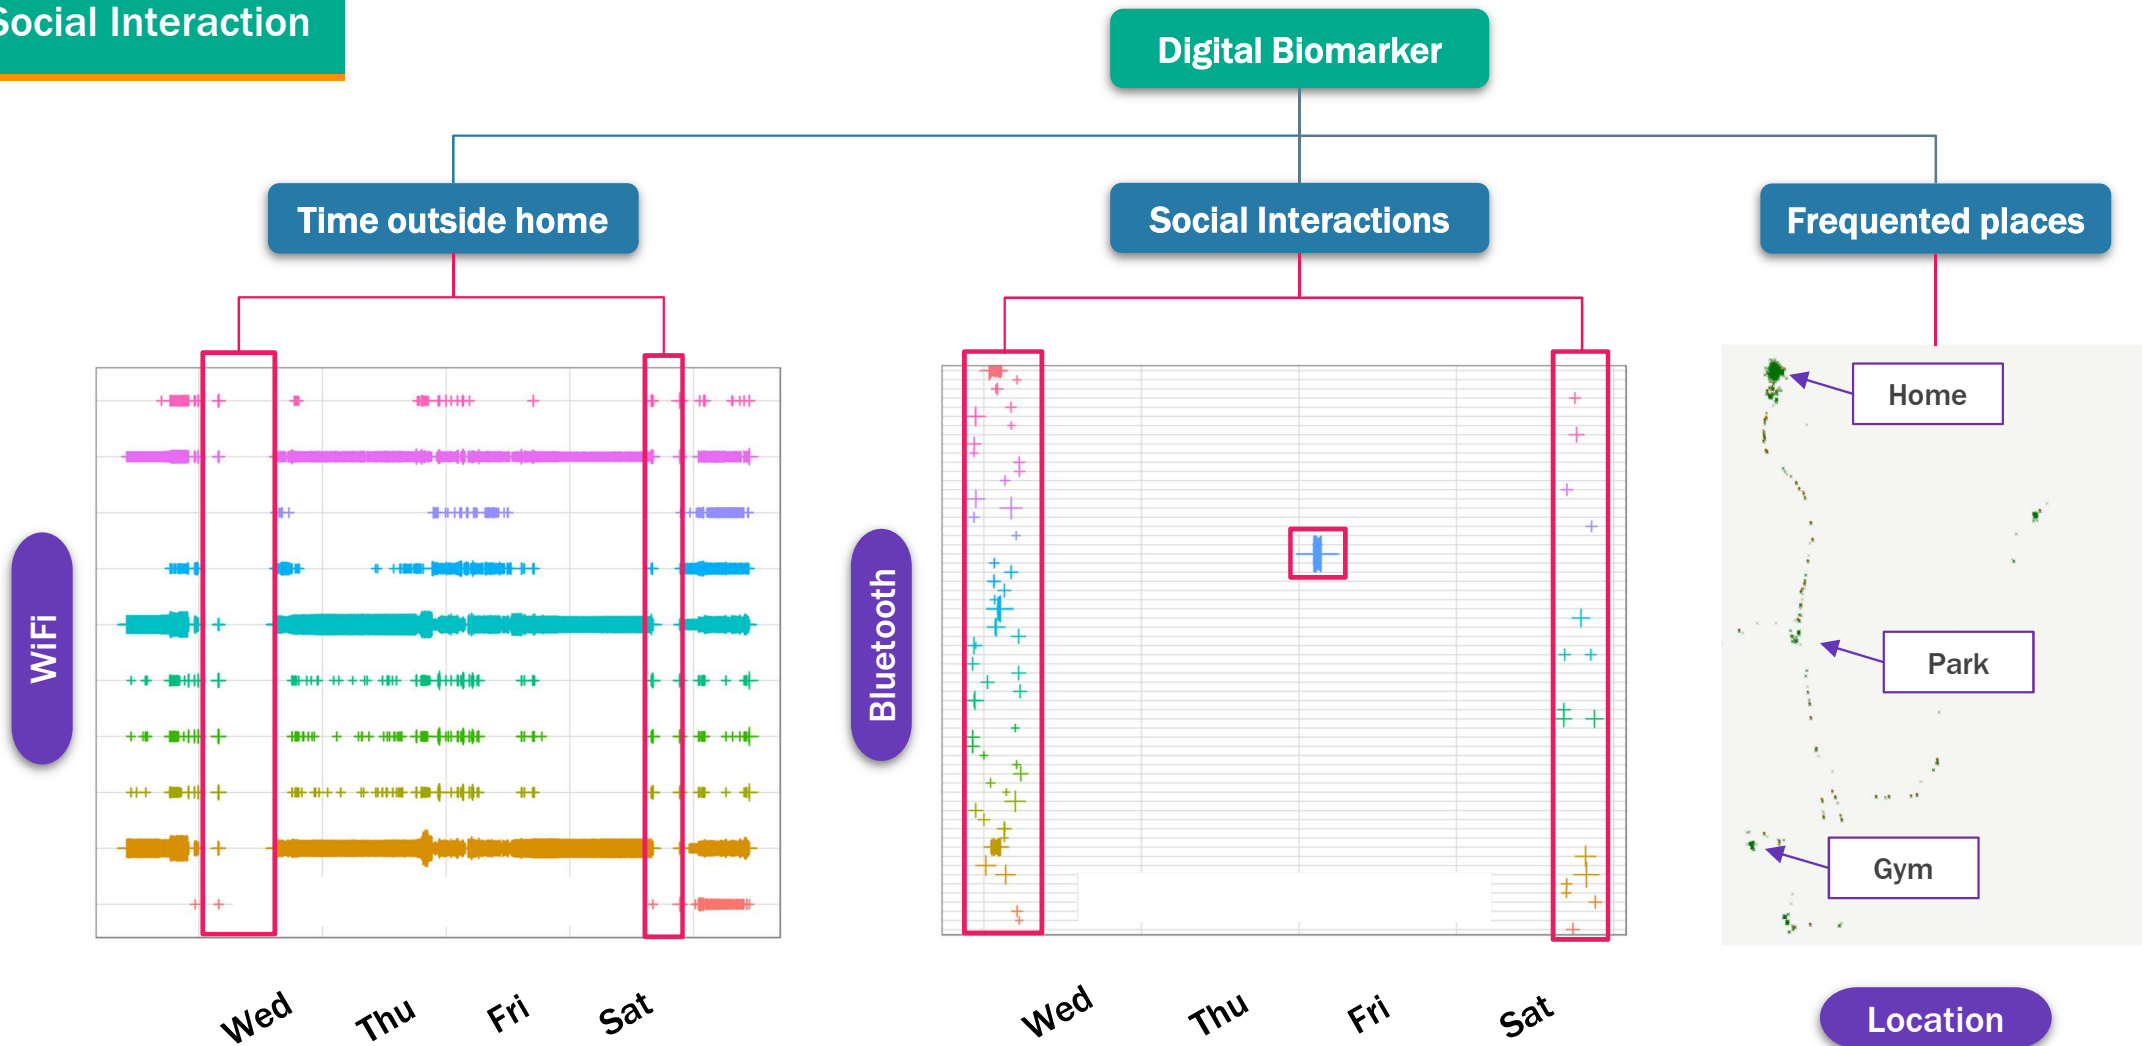 Social Interaction
Digital Biomarker
Time outside home
Social Interactions
Frequented places
WiFi
Bluetooth
Home
Park
Gym
Wed
Thu
Fri
Sat
Wed
Thu
Fri
Sat
Location